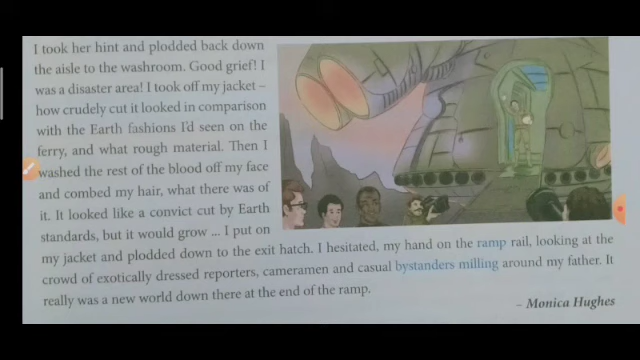 I took her hint and plodded back down
the aisle to the washroom. Good grief! I
was a disaster area! I took off my jacket –
how crudely cut it looked in comparison
with the Earth fashions I'd seen on the
ferry, and what rough material. Then I
washed the rest of the blood off my face
and combed my hair, what there was of
it. It looked like a convict cut by Earth
standards, but it would grow ... I put on
my jacket and plodded down to the exit hatch. I hesitated, my hand on the ramp rail, looking at the
crowd of exotically dressed reporters, cameramen and casual bystanders milling around my father. It
really was a new world down there at the end of the ramp.
– Monica Hughes